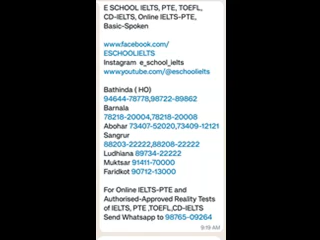 E SCHOOL IELTS, PTE, TOEFL,
CD-IELTS, Online IELTS-PTE,
Basic-Spoken
www.facebook.com/
ESCHOOLIELTS
Instagram e_school_ielts
www.youtube.com/@eschoolielts
Bathinda ( HO)
94644-78778,98722-89862
Barnala
78218-20004,78218-20008
Abohar 73407-52020,73409-12121
Sangrur
88203-22222,88208-22222
Ludhiana 89734-22222
Muktsar 91411-70000
Faridkot 90712-13000
For Online IELTS-PTE and
Authorised-Approved Reality Tests
of IELTS, PTE ,TOEFL,CD-IELTS
Send Whatsapp to 98765-09264
9:19 AM